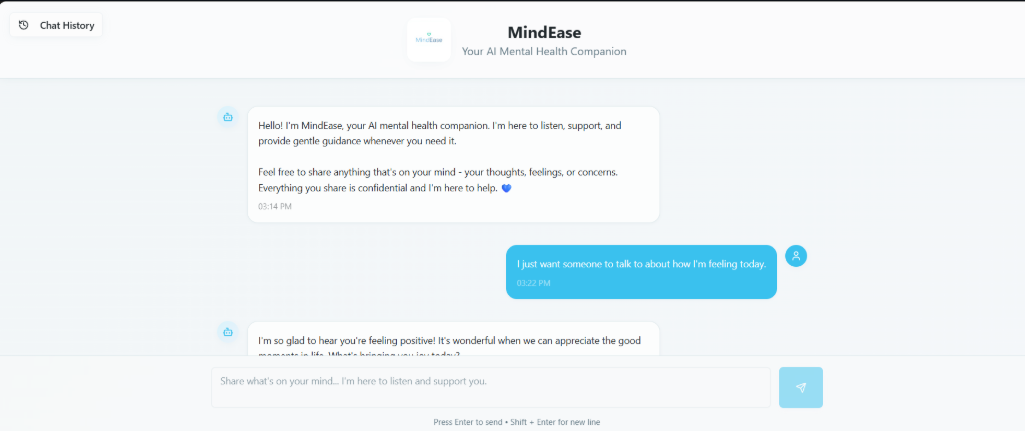 Chat History
MindEase
MindEase
Your AI Mental Health Companion
Hello! I'm MindEase, your AI mental health companion. I'm here to listen, support, and
provide gentle guidance whenever you need it.
Feel free to share anything that's on your mind - your thoughts, feelings, or concerns.
Everything you share is confidential and I'm here to help. 💙
03:14 PM
I just want someone to talk to about how I'm feeling today.
03:22 PM
I'm so glad to hear you're feeling positive! It's wonderful when we can appreciate the good
moments in life. What's bringing you joy today?
Share what's on your mind... I'm here to listen and support you.
Press Enter to send • Shift + Enter for new line